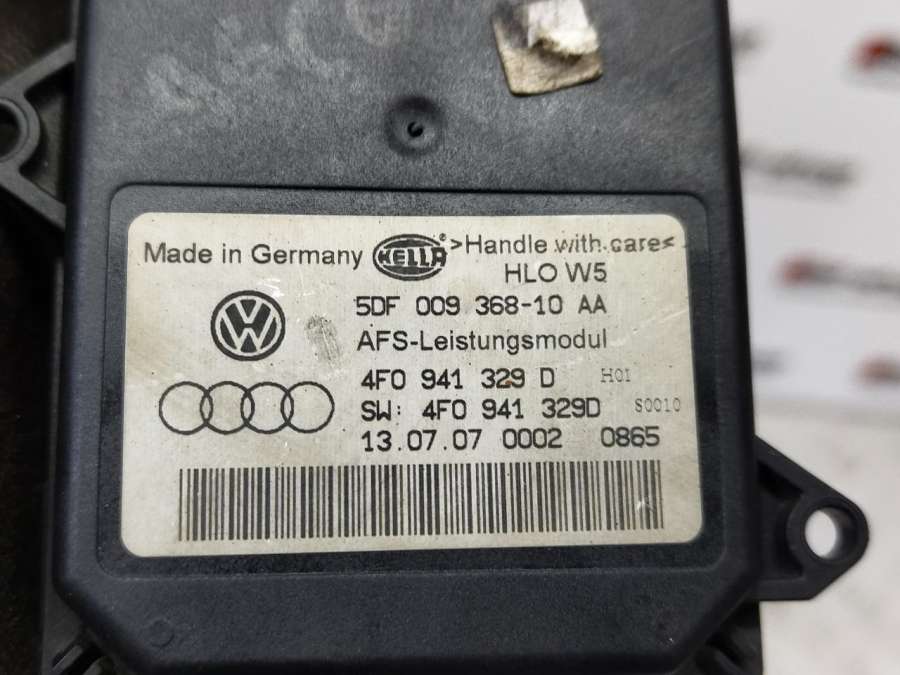 Made in Germany HELLA ® >Handle with care<
HLO W5
5DF 009 368-10 AA
AFS-Leistungsmodul
4F0 941 329 D H01
SW: 4F0 941 329D S0010
13.07.07 0002 0865